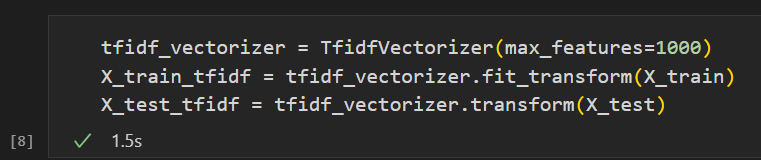 tfidf_vectorizer = TfidfVectorizer(max_features=1000)
X_train_tfidf = tfidf_vectorizer.fit_transform(X_train)
X_test_tfidf = tfidf_vectorizer.transform(X_test)
[8] ✓ 1.5s